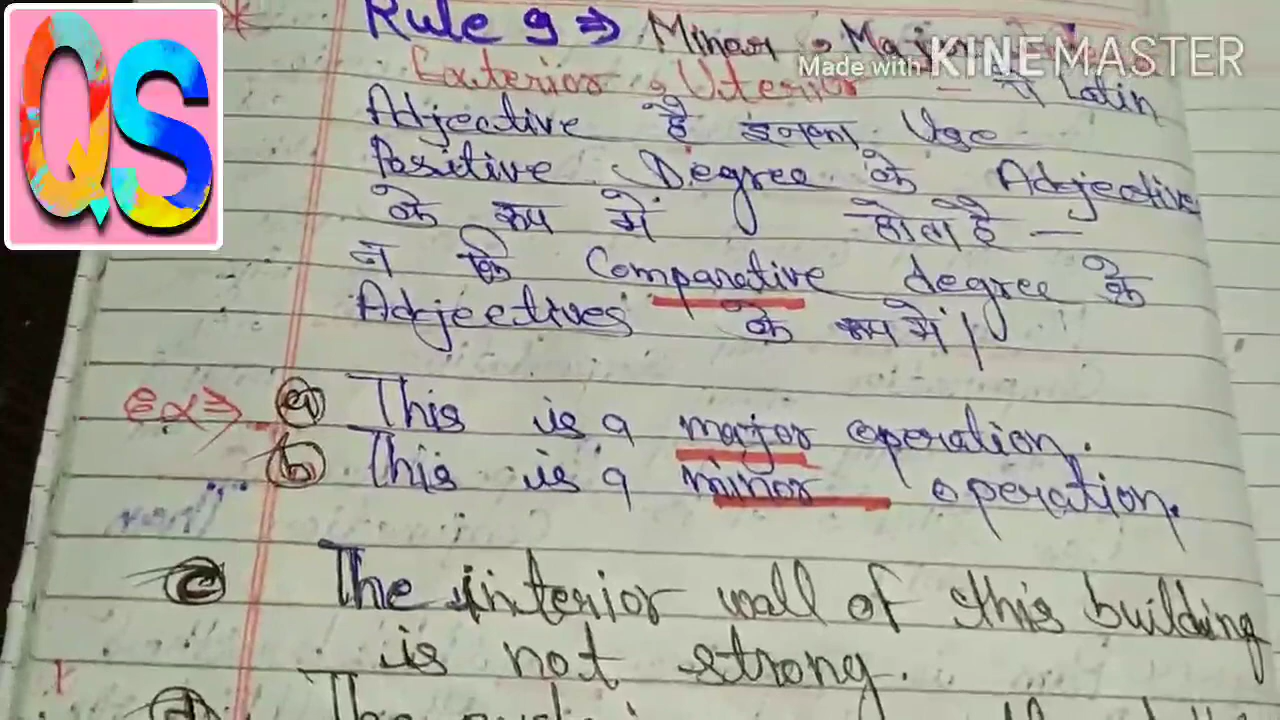 QS
Rule 9 ⇒ Minor, Major
Made with KINEMASTER
Exterior, Ulterior – ये Latin
Adjective है इनका Use
Positive Degree के Adjective
के रूप में होता है —
न कि Comparative degree के
Adjectives के रूप में।
Ex⇒ (a) This is a major operation.
(b) This is a minor operation.
(c) The interior wall of this building
is not strong.
(d) The